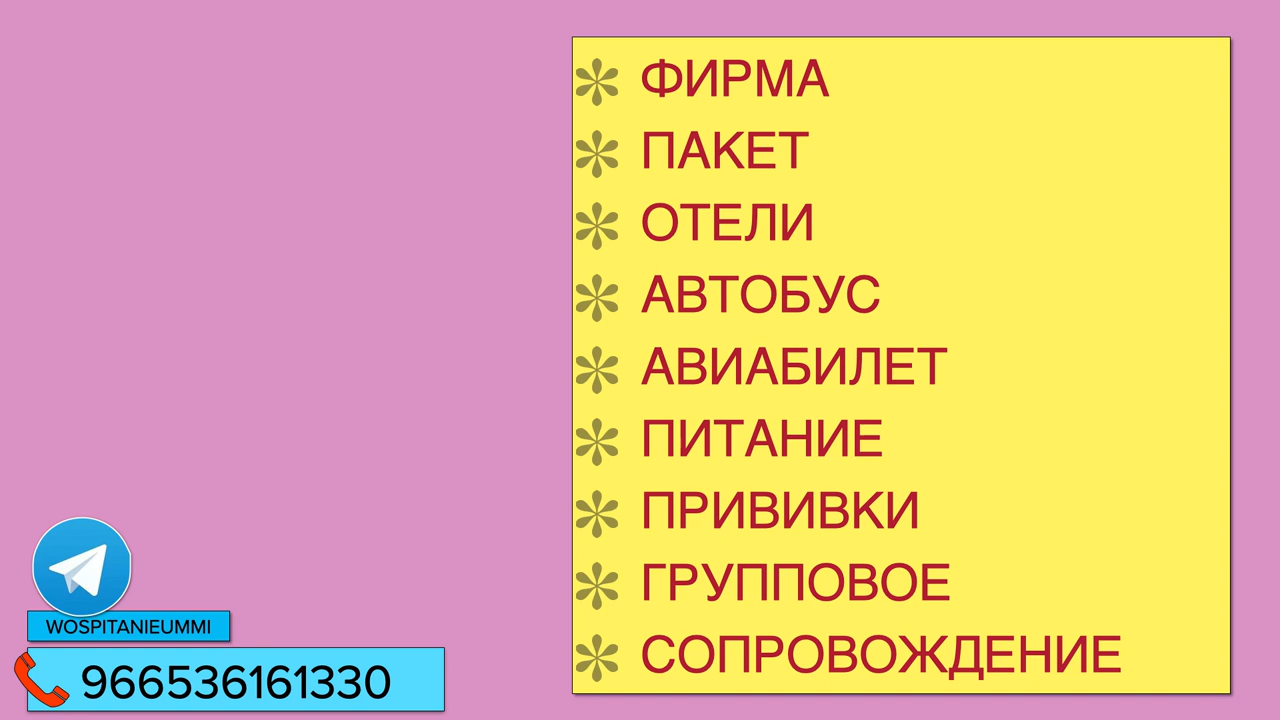 ФИРМА
ПАКЕТ
ОТЕЛИ
АВТОБУС
АВИАБИЛЕТ
ПИТАНИЕ
ПРИВИВКИ
ГРУППОВОЕ
СОПРОВОЖДЕНИЕ
WOSPITANIEUMMI
966536161330